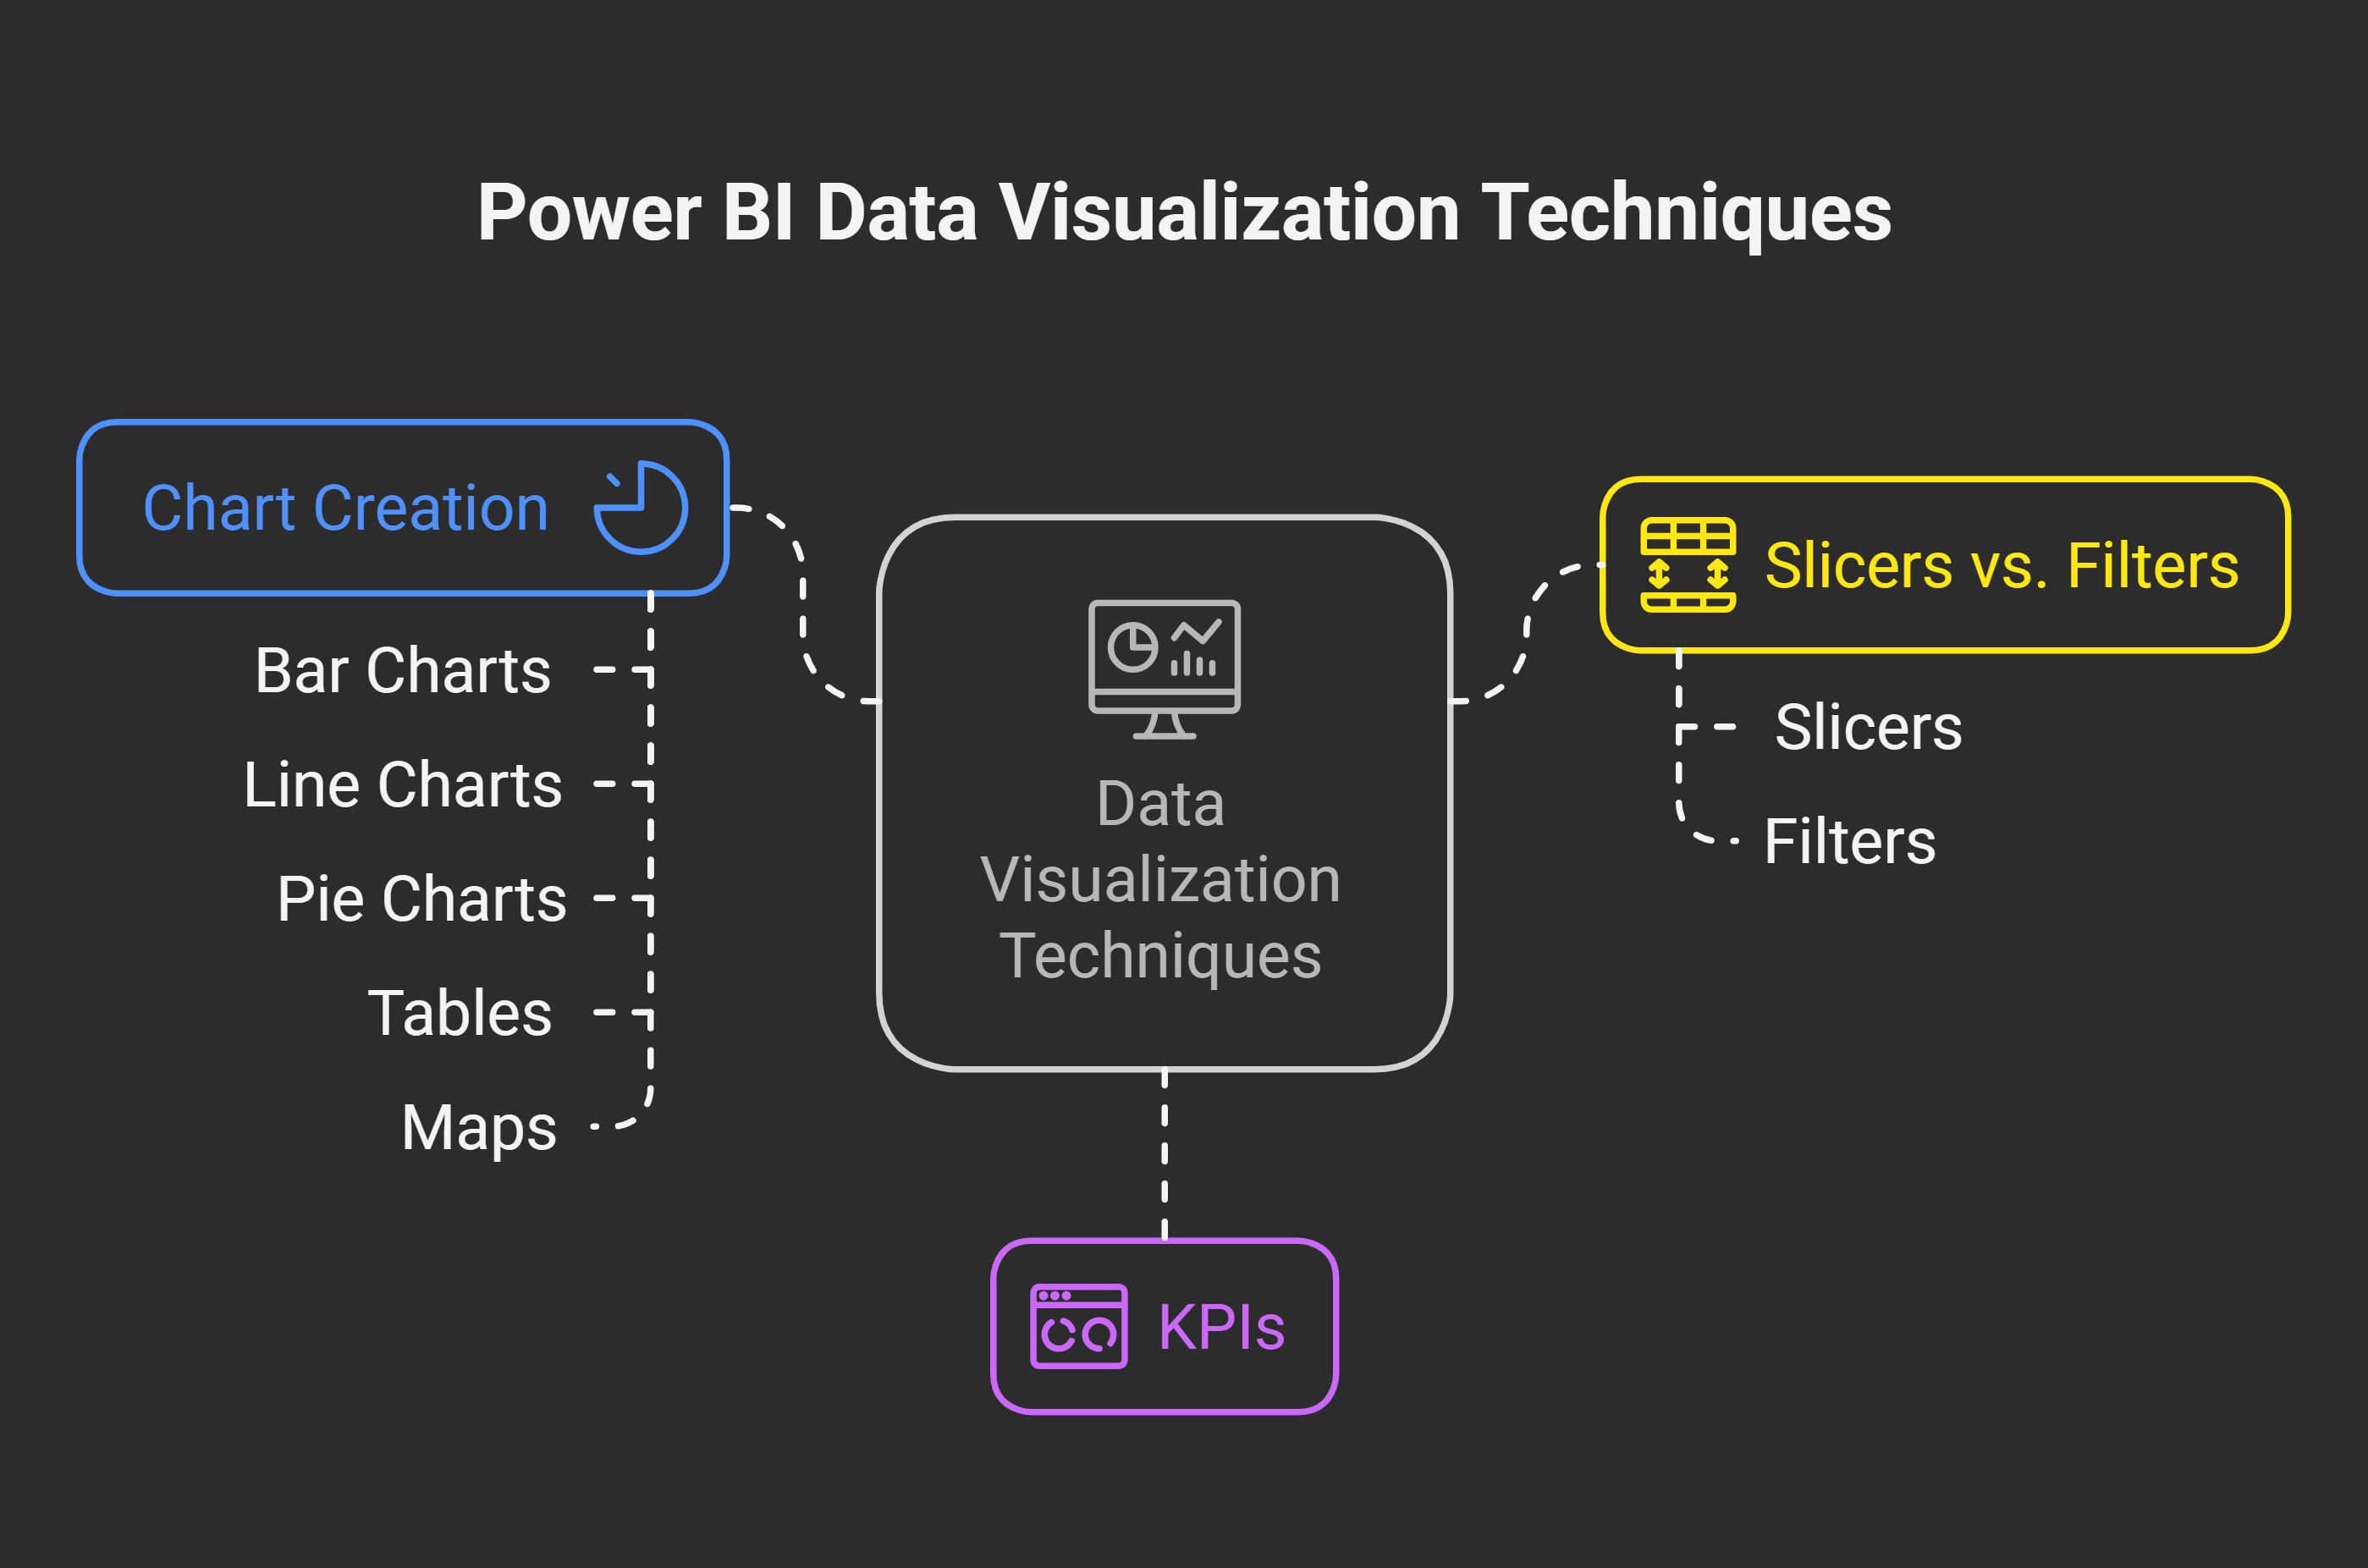 Power BI Data Visualization Techniques
Chart Creation
Bar Charts
Line Charts
Pie Charts
Tables
Maps
Data
Visualization
Techniques
Slicers vs. Filters
Slicers
Filters
KPIs